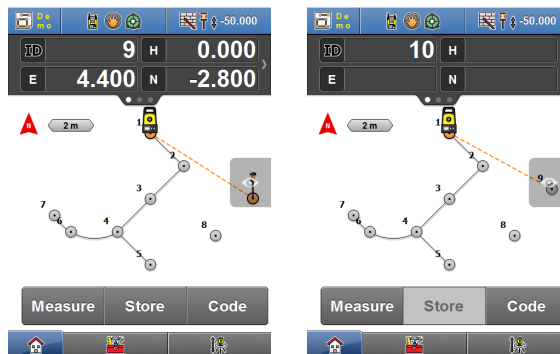 De mo -50.000
ID 9 H 0.000
E 4.400 N -2.800
N 2 m 1
2
3
7
6 4 8
5
Measure Store Code
De mo -50.000
ID 10 H
E N
N 2 m 1
2
9
3
7
6 4 8
5
Measure Store Code